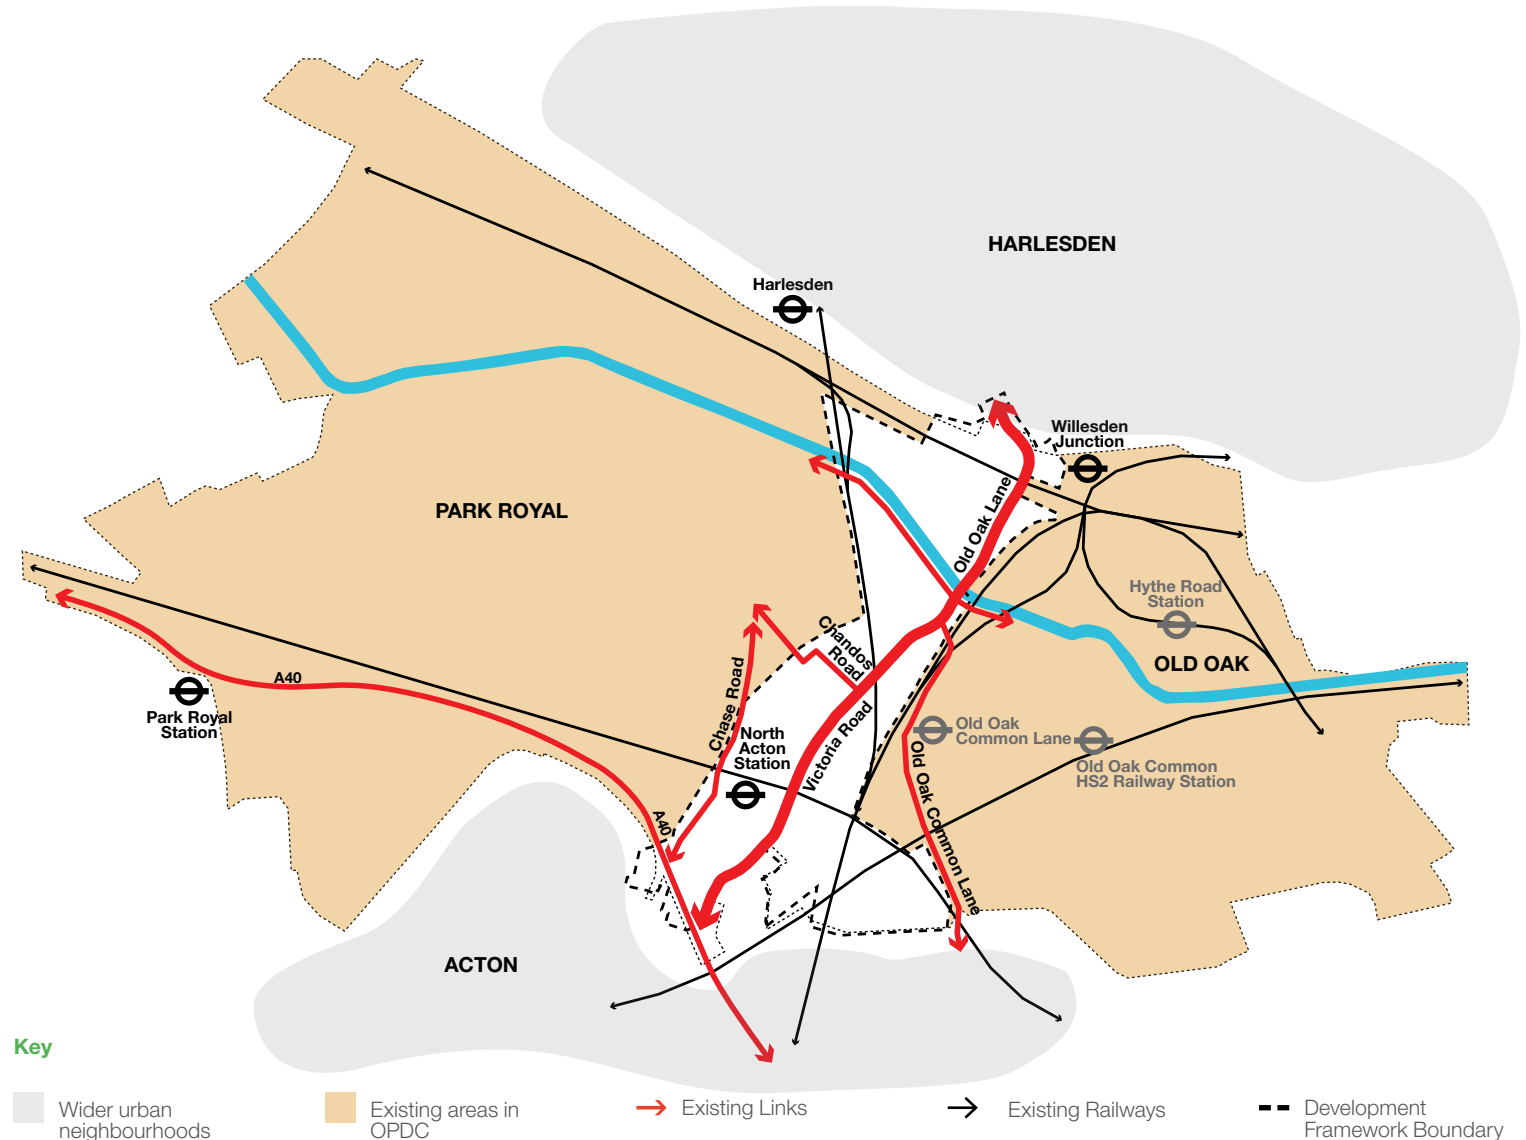 HARLESDEN
Harlesden
Willesden
Junction
Old Oak Lane
PARK ROYAL
Hythe Road
Station
Chandos
Road
OLD OAK
A40
Chase Road
Park Royal
Station
North
Acton
Station
Victoria Road
Old Oak
Common Lane
Old Oak Common
HS2 Railway Station
Old Oak Common Lane
A40
ACTON
Key
Wider urban
neighbourhoods
Existing areas in
OPDC
Existing Links
Existing Railways
Development
Framework Boundary